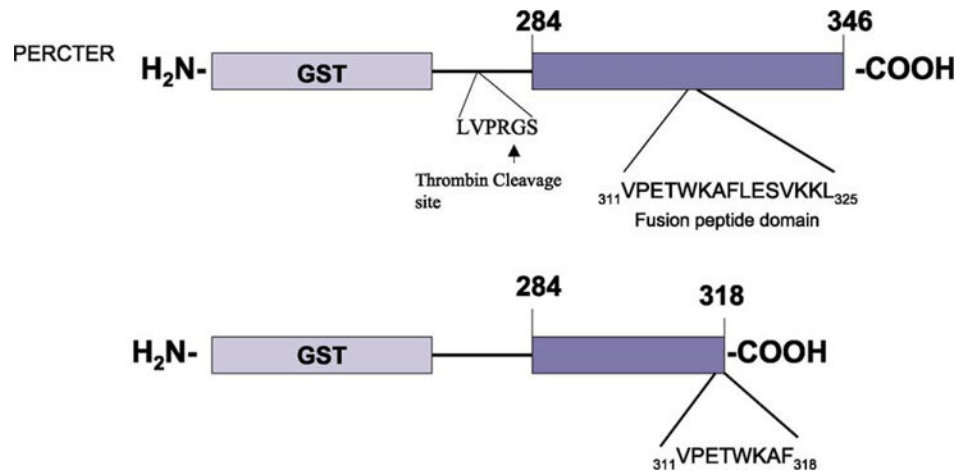 284 346
PERCTER
H₂N- GST -COOH
LVPRGS
Thrombin Cleavage
site
₃₁₁VPETWKAFLESVKKL₃₂₅
Fusion peptide domain
284 318
H₂N- GST -COOH
₃₁₁VPETWKAF₃₁₈